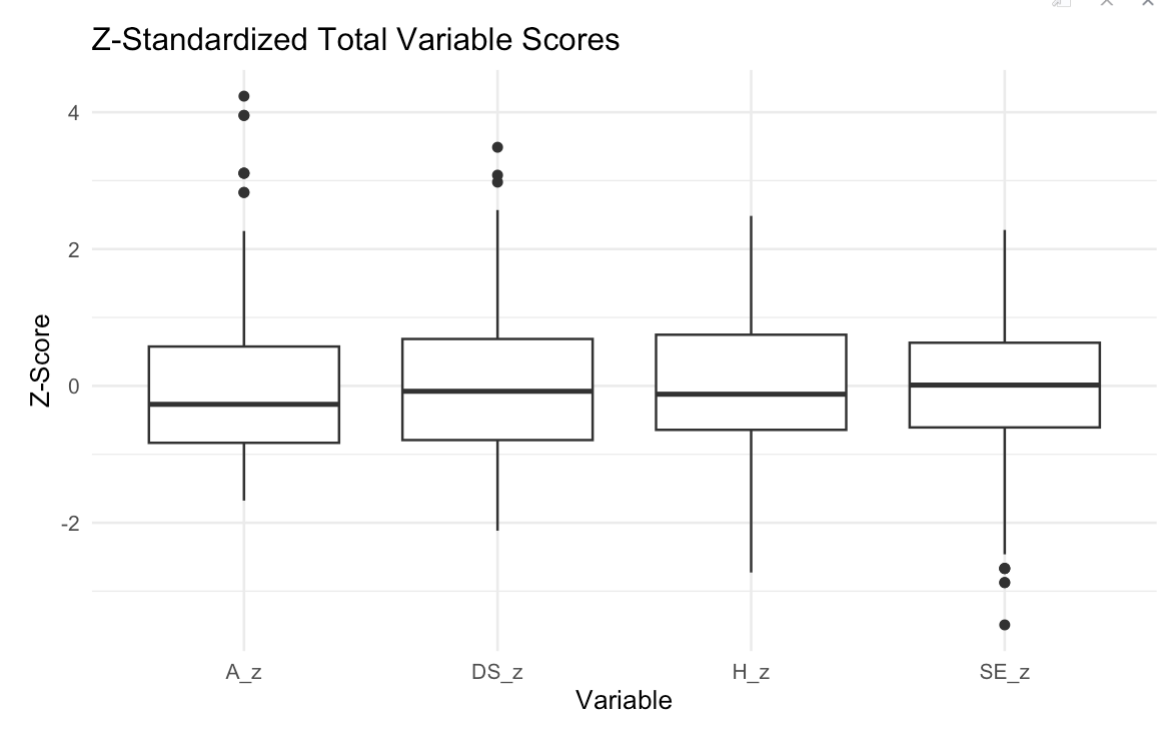 Z-Standardized Total Variable Scores
4
2
0
-2
Z-Score
A_z
DS_z
H_z
SE_z
Variable